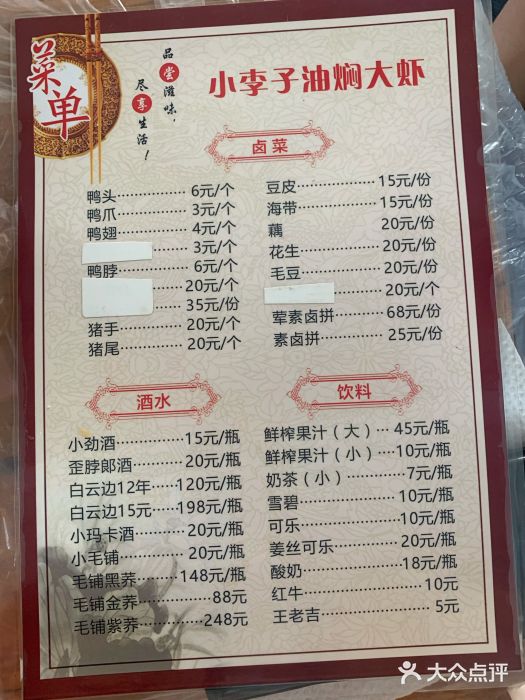 菜单
品尝滋味,
尽享生活!
小李子油焖大虾
卤菜
鸭头 6元/个
鸭爪 3元/个
鸭翅 4元/个
3元/个
鸭脖 6元/个
20元/个
35元/份
猪手 20元/个
猪尾 20元/个
豆皮 15元/份
海带 15元/份
藕 20元/份
花生 20元/份
毛豆 20元/份
20元/个
荤素卤拼 68元/份
素卤拼 25元/份
酒水
小劲酒 15元/瓶
歪脖郎酒 20元/瓶
白云边12年 120元/瓶
白云边15元 198元/瓶
小玛卡酒 20元/瓶
小毛铺 20元/瓶
毛铺黑荞 148元/瓶
毛铺金荞 88元
毛铺紫荞 248元
饮料
鲜榨果汁（大） 45元/瓶
鲜榨果汁（小） 10元/瓶
奶茶（小） 7元/瓶
雪碧 10元/瓶
可乐 10元/瓶
姜丝可乐 20元/瓶
酸奶 18元/瓶
红牛 10元
王老吉 5元
大众点评